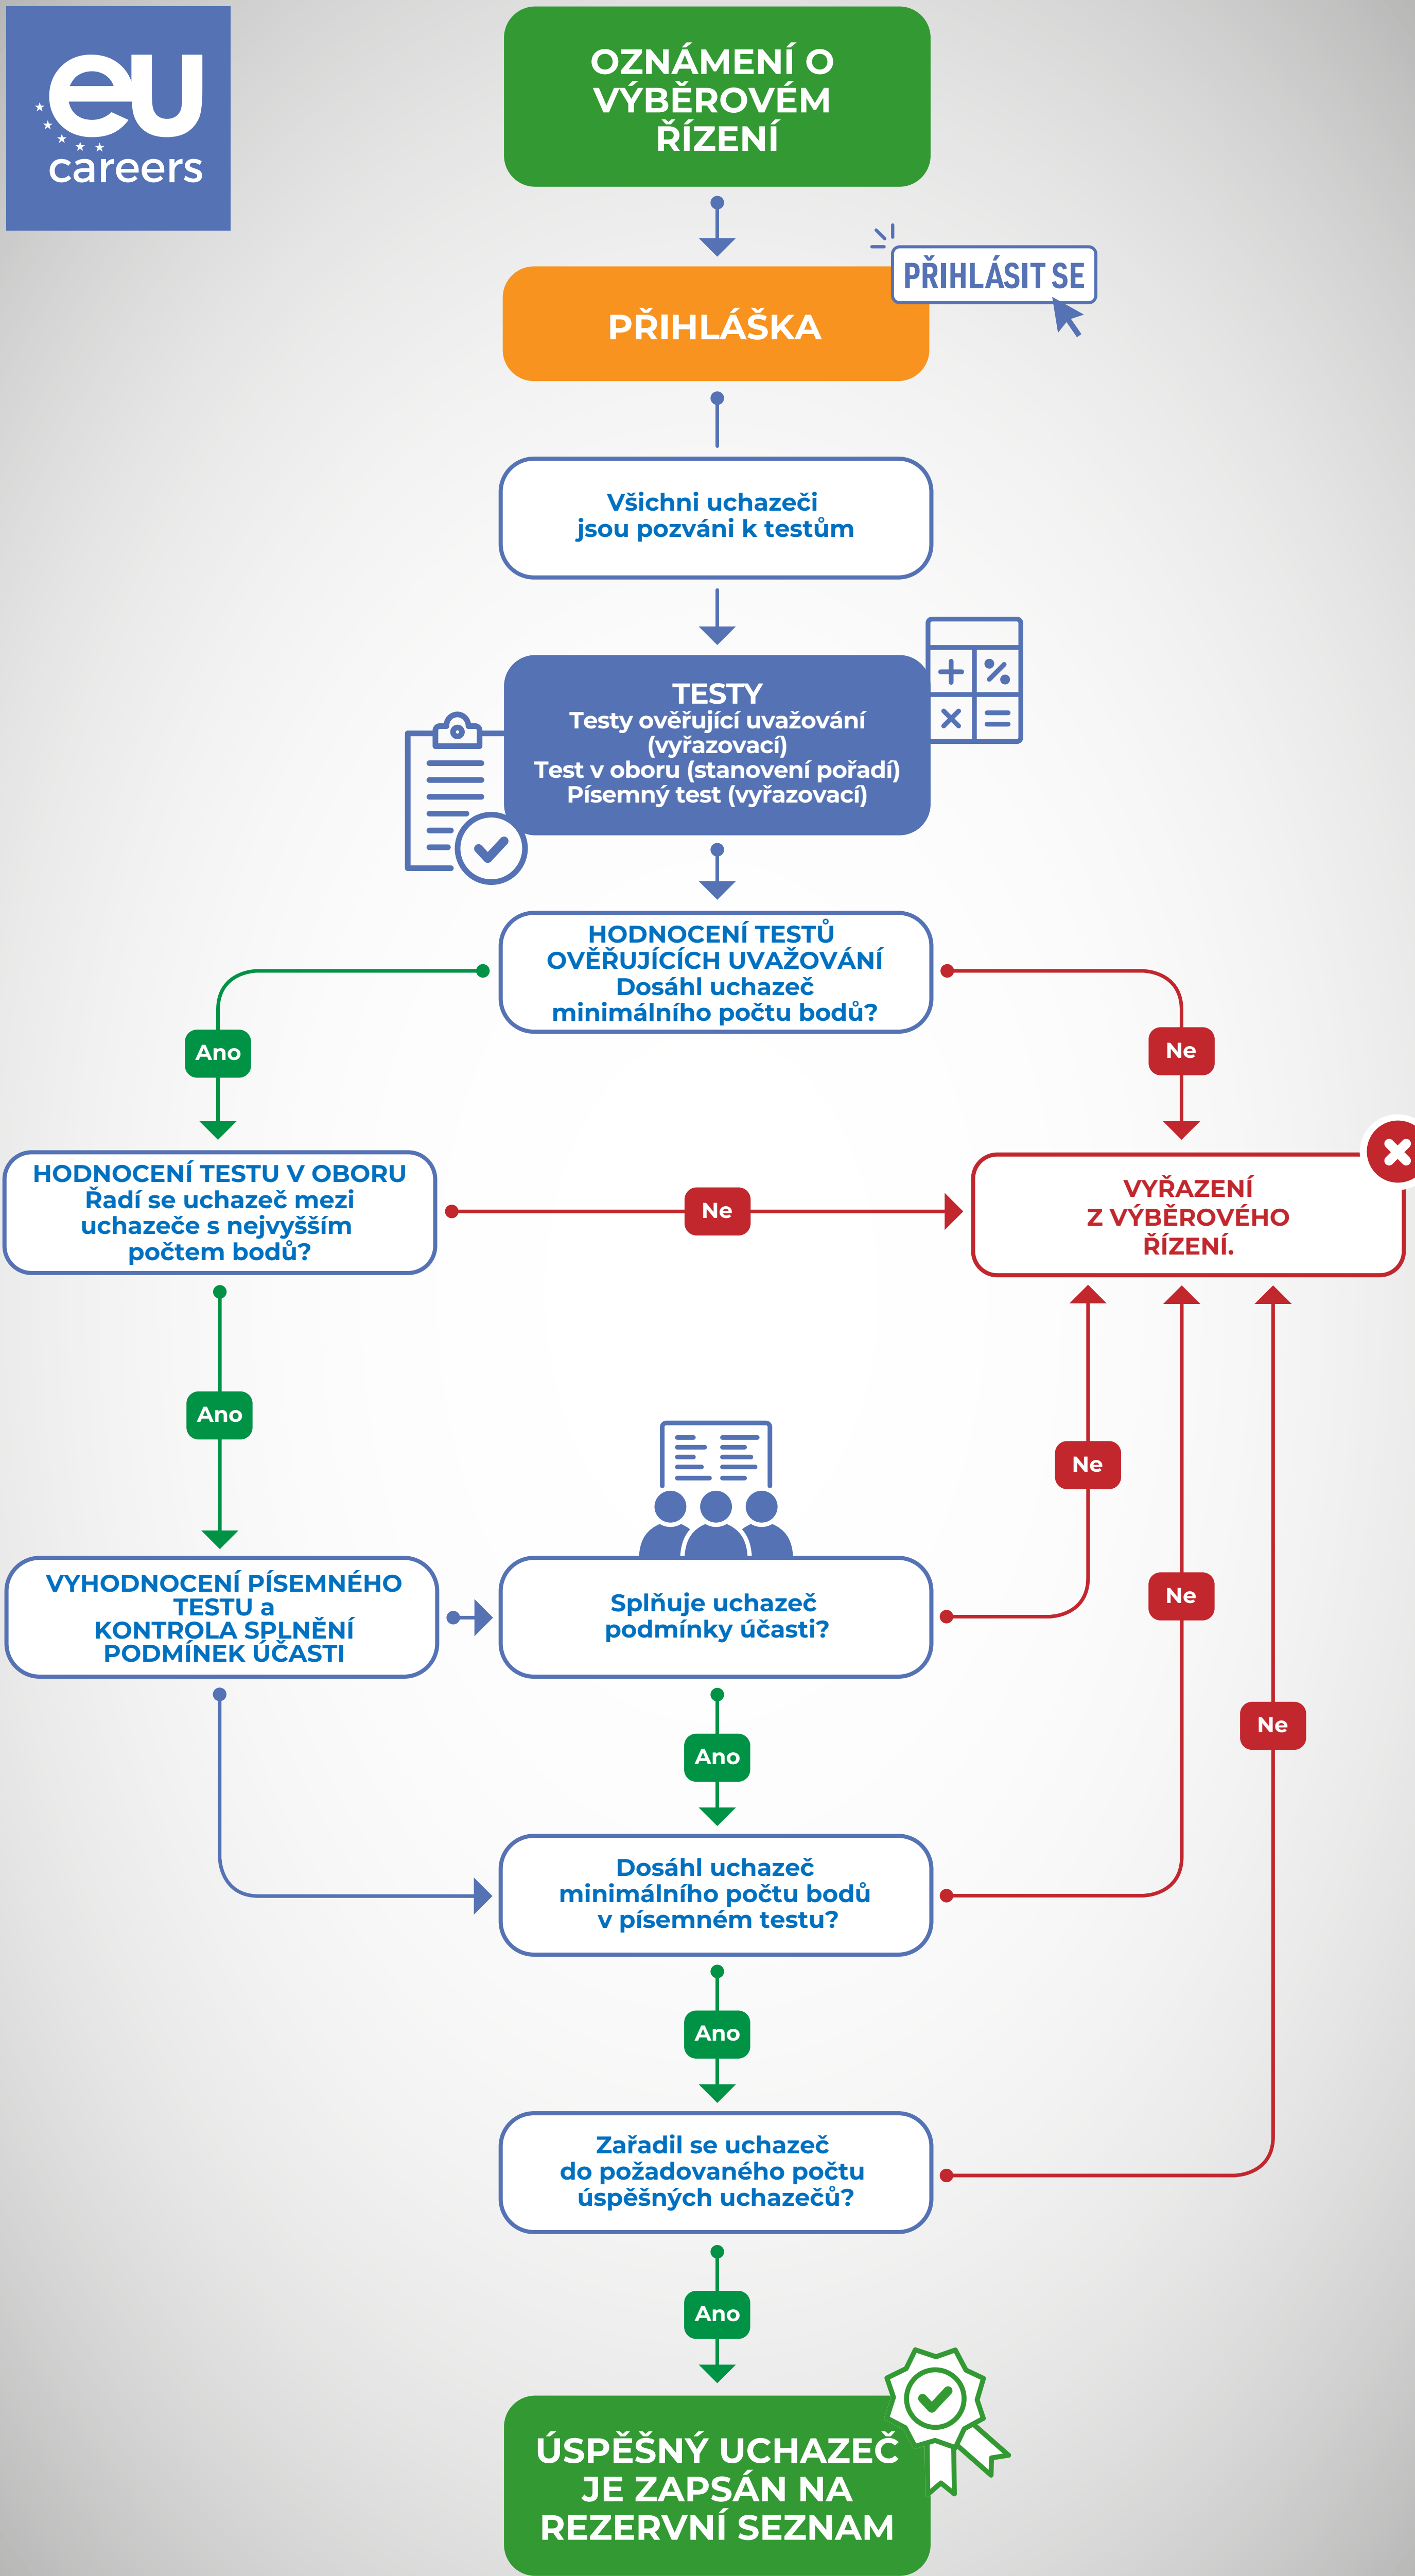 eu
careers
OZNÁMENÍ O
VÝBĚROVÉM
ŘÍZENÍ
PŘIHLÁSIT SE
PŘIHLÁŠKA
Všichni uchazeči
jsou pozváni k testům
TESTY
Testy ověřující uvažování
(vyřazovací)
Test v oboru (stanovení pořadí)
Písemný test (vyřazovací)
HODNOCENÍ TESTŮ
OVĚŘUJÍCÍCH UVAŽOVÁNÍ
Dosáhl uchazeč
minimálního počtu bodů?
Ano
Ne
HODNOCENÍ TESTU V OBORU
Řadí se uchazeč mezi
uchazeče s nejvyšším
počtem bodů?
Ne
VYŘAZENÍ
Z VÝBĚROVÉHO
ŘÍZENÍ.
Ano
Ne
VYHODNOCENÍ PÍSEMNÉHO
TESTU a
KONTROLA SPLNĚNÍ
PODMÍNEK ÚČASTI
Splňuje uchazeč
podmínky účasti?
Ne
Ne
Ano
Dosáhl uchazeč
minimálního počtu bodů
v písemném testu?
Ano
Zařadil se uchazeč
do požadovaného počtu
úspěšných uchazečů?
Ano
ÚSPĚŠNÝ UCHAZEČ
JE ZAPSÁN NA
REZERVNÍ SEZNAM